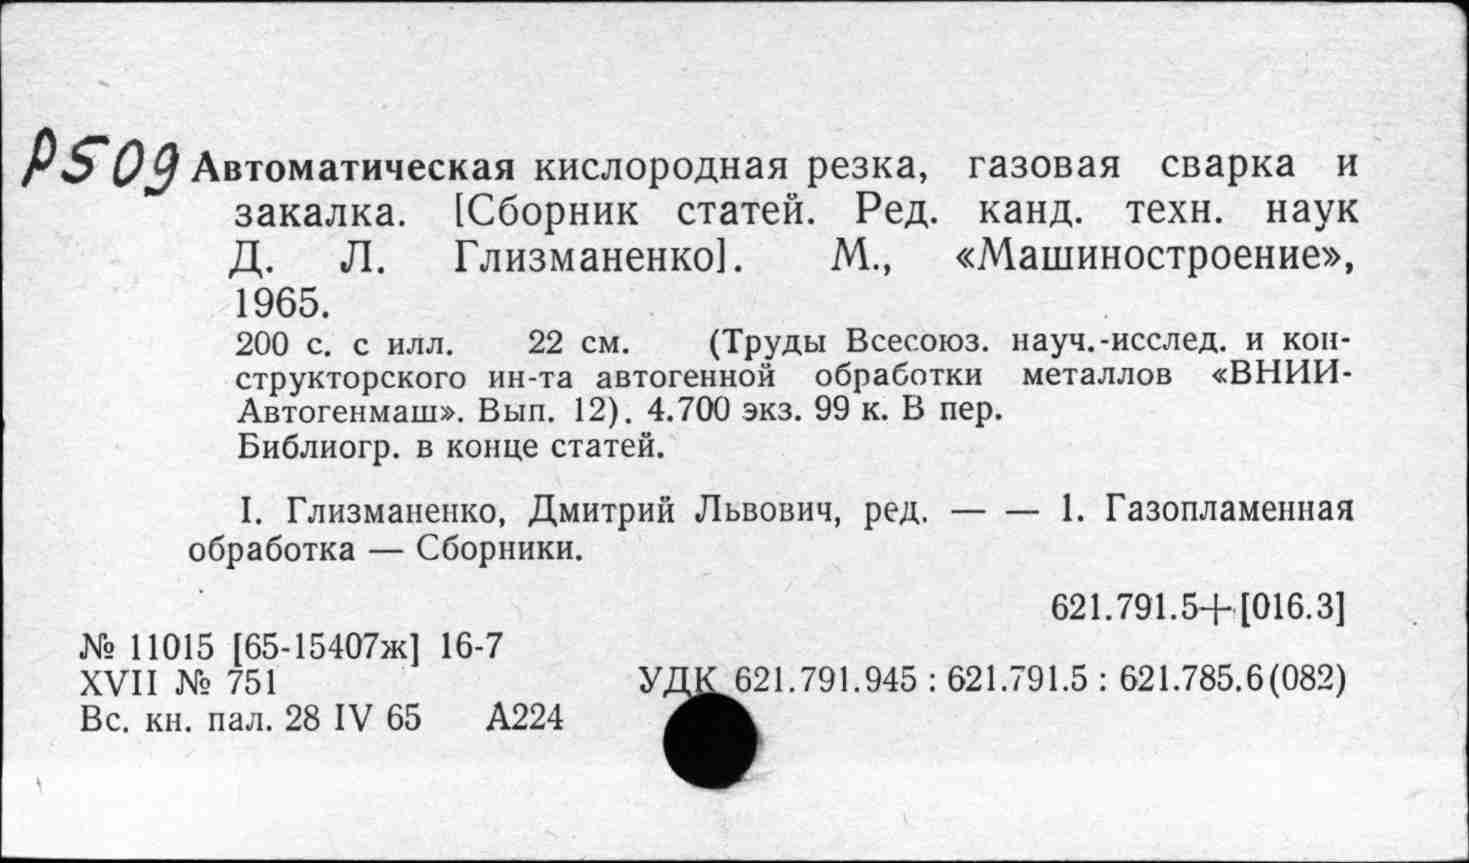 Р509 Автоматическая кислородная резка, газовая сварка и
закалка. [Сборник статей. Ред. канд. техн. наук
Д. Л. Глизманенко]. М., «Машиностроение»,
1965.
200 с. с илл. 22 см. (Труды Всесоюз. науч.-исслед. и кон-
структорского ин-та автогенной обработки металлов «ВНИИ-
Автогенмаш». Вып. 12). 4.700 экз. 99 к. В пер.
Библиогр. в конце статей.
I. Глизманенко, Дмитрий Львович, ред. — — 1. Газопламенная
обработка — Сборники.
621.791.5+[016.3]
№ 11015 [65-15407ж] 16-7
XVII № 751
УДК 621.791.945 : 621.791.5 : 621.785.6(082)
Вс. кн. пал. 28 IV 65 А224